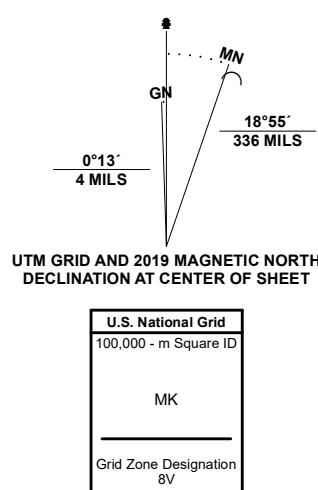 MN
GN
18°55´
336 MILS
0°13´
4 MILS
UTM GRID AND 2019 MAGNETIC NORTH
DECLINATION AT CENTER OF SHEET
U.S. National Grid
100,000 - m Square ID
MK
Grid Zone Designation
8V